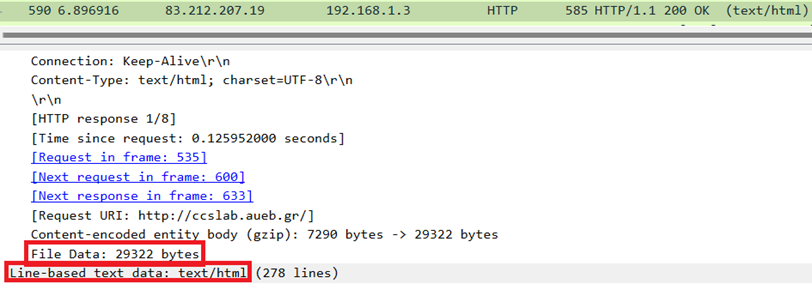 590 6.896916 83.212.207.19 192.168.1.3 HTTP 585 HTTP/1.1 200 OK (text/html)
Connection: Keep-Alive\r\n
Content-Type: text/html; charset=UTF-8\r\n
\r\n
[HTTP response 1/8]
[Time since request: 0.125952000 seconds]
[Request in frame: 535]
[Next request in frame: 600]
[Next response in frame: 633]
[Request URI: http://ccslab.aueb.gr/]
Content-encoded entity body (gzip): 7290 bytes -> 29322 bytes
File Data: 29322 bytes
Line-based text data: text/html (278 lines)